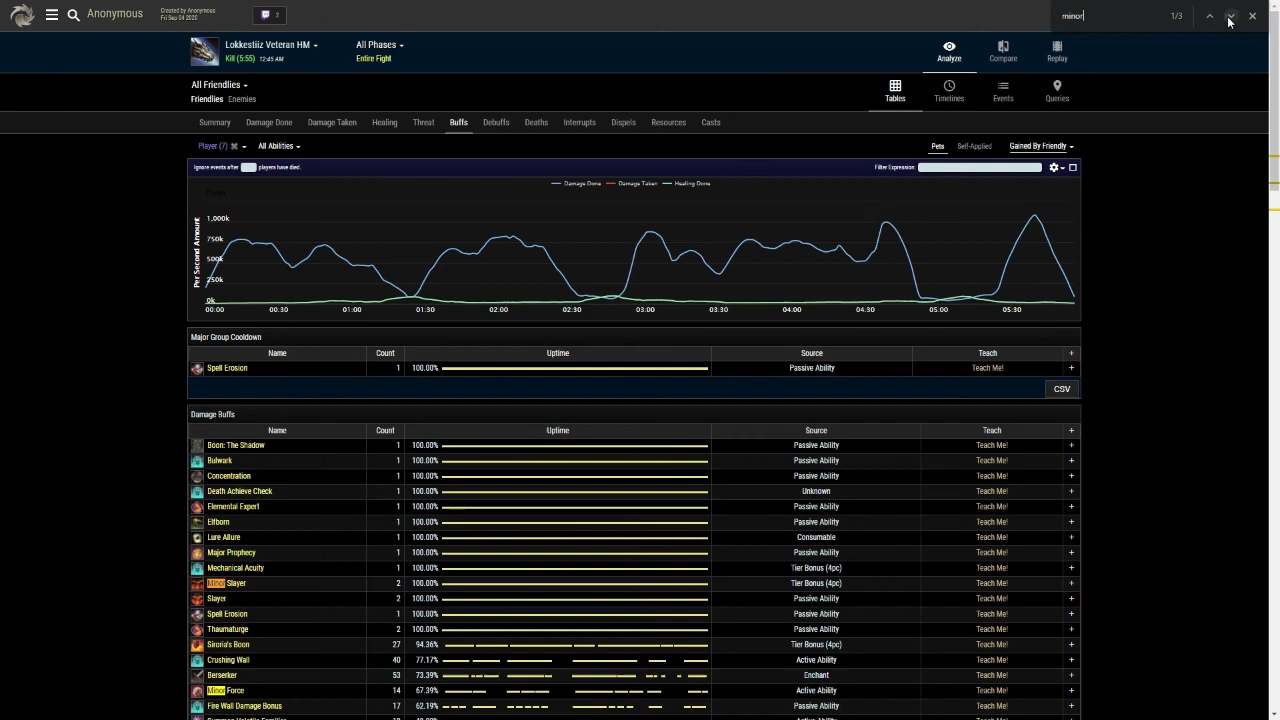 Anonymous
Created by Anonymous
Fri Sep 04 2020
2
minor
1/3
Lokkestiiz Veteran HM
Kill (5:55) 12:45 AM
All Phases
Entire Fight
Analyze
Compare
Replay
All Friendlies
Friendlies Enemies
Tables
Timelines
Events
Queries
Summary Damage Done Damage Taken Healing Threat Buffs Debuffs Deaths Interrupts Dispels Resources Casts
Player (7) All Abilities
Pets Self-Applied Gained By Friendly
Ignore events after players have died.
Filter Expression:
Damage Done Damage Taken Healing Done
Per Second Amount
1,000k
750k
500k
250k
0k
00:00 00:30 01:00 01:30 02:00 02:30 03:00 03:30 04:00 04:30 05:00 05:30
Major Group Cooldown
Name Count Uptime Source Teach +
Spell Erosion 1 100.00% Passive Ability Teach Me! +
CSV
Damage Buffs
Name Count Uptime Source Teach +
Boon: The Shadow 1 100.00% Passive Ability Teach Me! +
Bulwark 1 100.00% Passive Ability Teach Me! +
Concentration 1 100.00% Passive Ability Teach Me! +
Death Achieve Check 1 100.00% Unknown Teach Me! +
Elemental Expert 1 100.00% Passive Ability Teach Me! +
Elfborn 1 100.00% Passive Ability Teach Me! +
Lure Allure 1 100.00% Consumable Teach Me! +
Major Prophecy 1 100.00% Passive Ability Teach Me! +
Mechanical Acuity 1 100.00% Tier Bonus (4pc) Teach Me! +
Minor Slayer 2 100.00% Tier Bonus (4pc) Teach Me! +
Slayer 2 100.00% Passive Ability Teach Me! +
Spell Erosion 1 100.00% Passive Ability Teach Me! +
Thaumaturge 2 100.00% Passive Ability Teach Me! +
Siroria's Boon 27 94.36% Tier Bonus (4pc) Teach Me! +
Crushing Wall 40 77.17% Active Ability Teach Me! +
Berserker 53 73.39% Enchant Teach Me! +
Minor Force 14 67.39% Active Ability Teach Me! +
Fire Wall Damage Bonus 17 62.19% Active Ability Teach Me! +